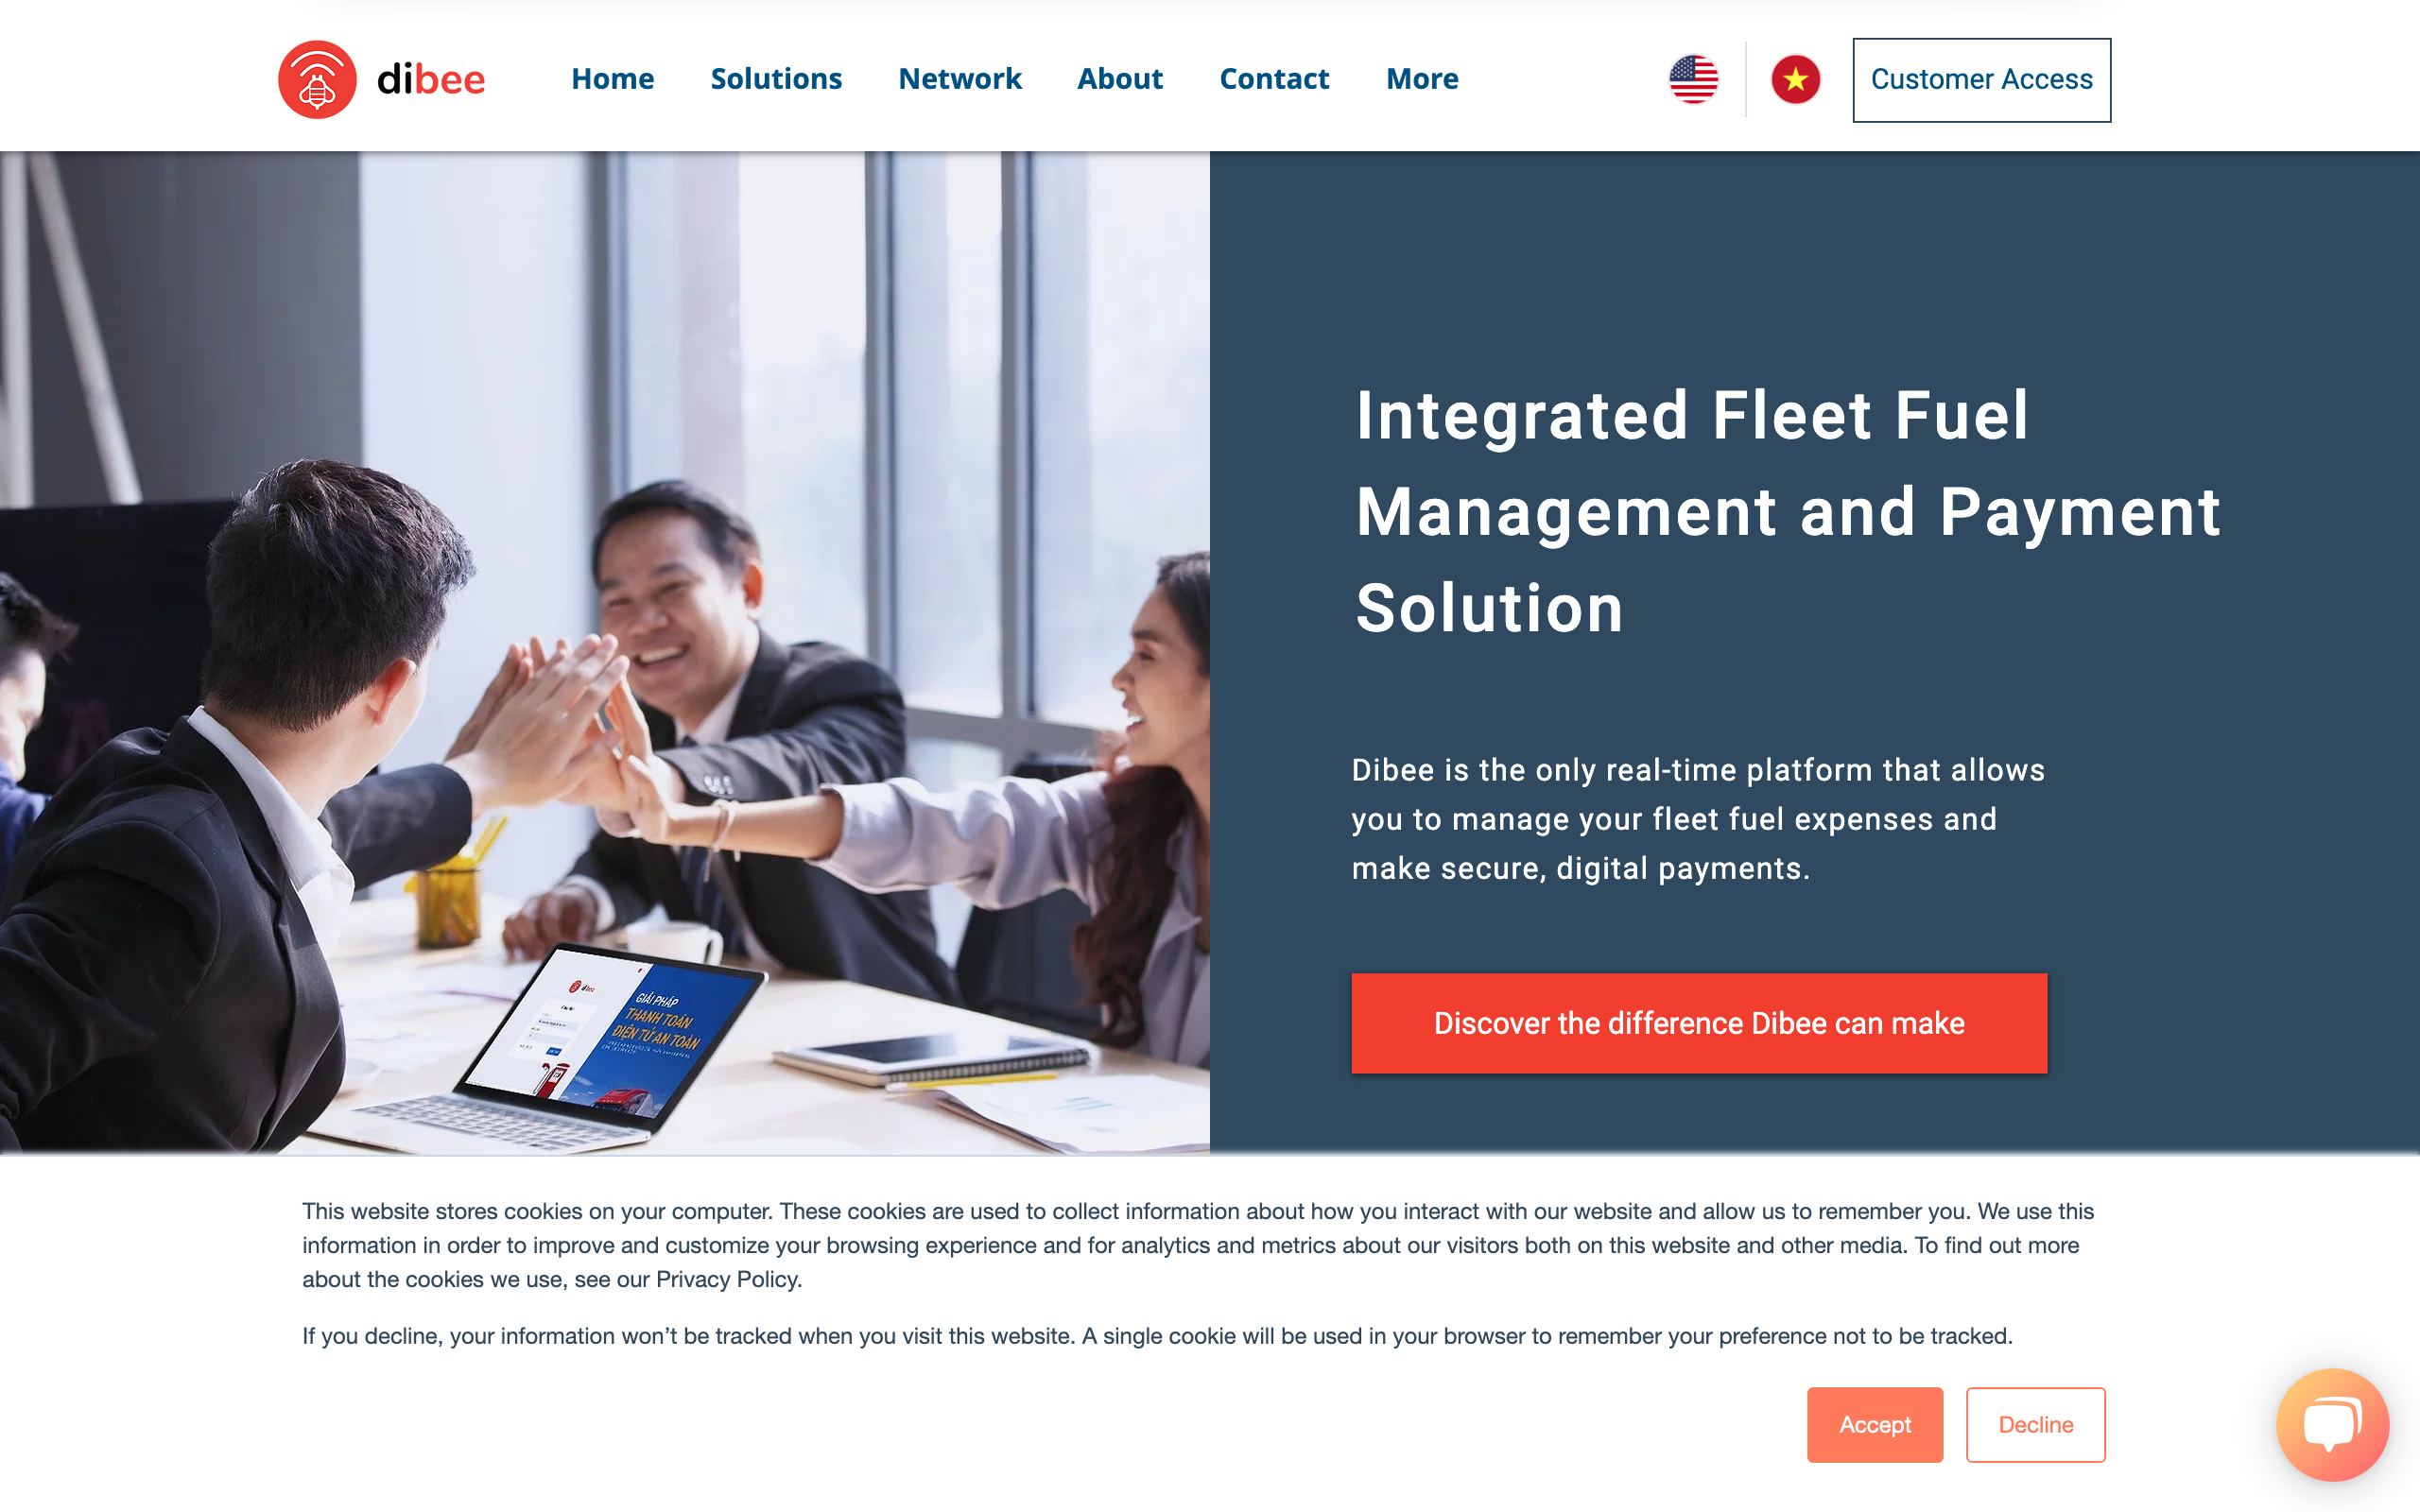 dibee
Home Solutions Network About Contact More
Customer Access
Integrated Fleet Fuel
Management and Payment
Solution
Dibee is the only real-time platform that allows
you to manage your fleet fuel expenses and
make secure, digital payments.
Discover the difference Dibee can make
dibee
GIẢI PHÁP
THANH TOÁN
ĐIỆN TỬ AN TOÀN
This website stores cookies on your computer. These cookies are used to collect information about how you interact with our website and allow us to remember you. We use this
information in order to improve and customize your browsing experience and for analytics and metrics about our visitors both on this website and other media. To find out more
about the cookies we use, see our Privacy Policy.
If you decline, your information won’t be tracked when you visit this website. A single cookie will be used in your browser to remember your preference not to be tracked.
Accept Decline